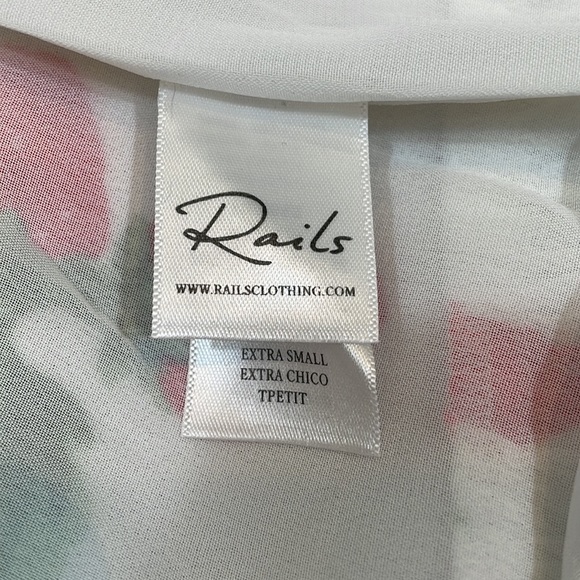 Rails
WWW.RAILSCLOTHING.COM
EXTRA SMALL
EXTRA CHICO
TPETIT